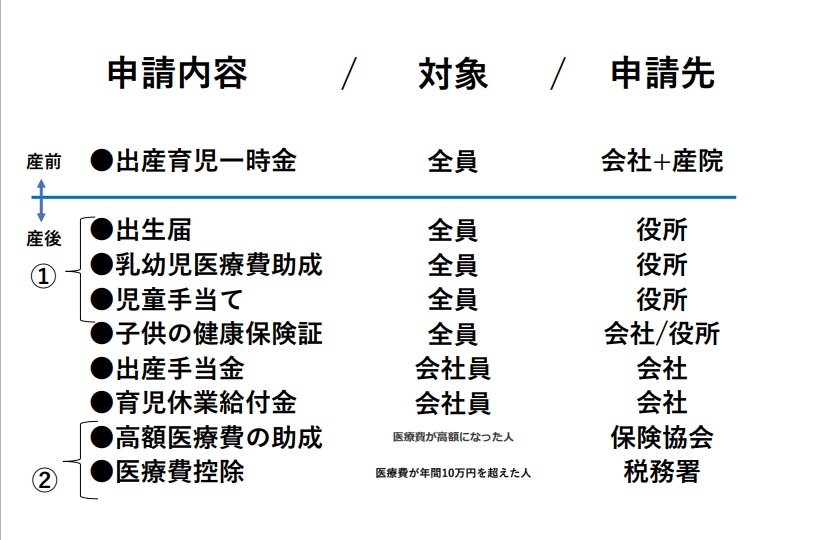 申請内容 / 対象 / 申請先
産前 ●出産育児一時金 全員 会社+産院
●出生届 全員 役所
産後
●乳幼児医療費助成 全員 役所
①
●児童手当て 全員 役所
●子供の健康保険証 全員 会社/役所
●出産手当金 会社員 会社
●育児休業給付金 会社員 会社
●高額医療費の助成 医療費が高額になった人 保険協会
●医療費控除 医療費が年間10万円を超えた人 税務署
②